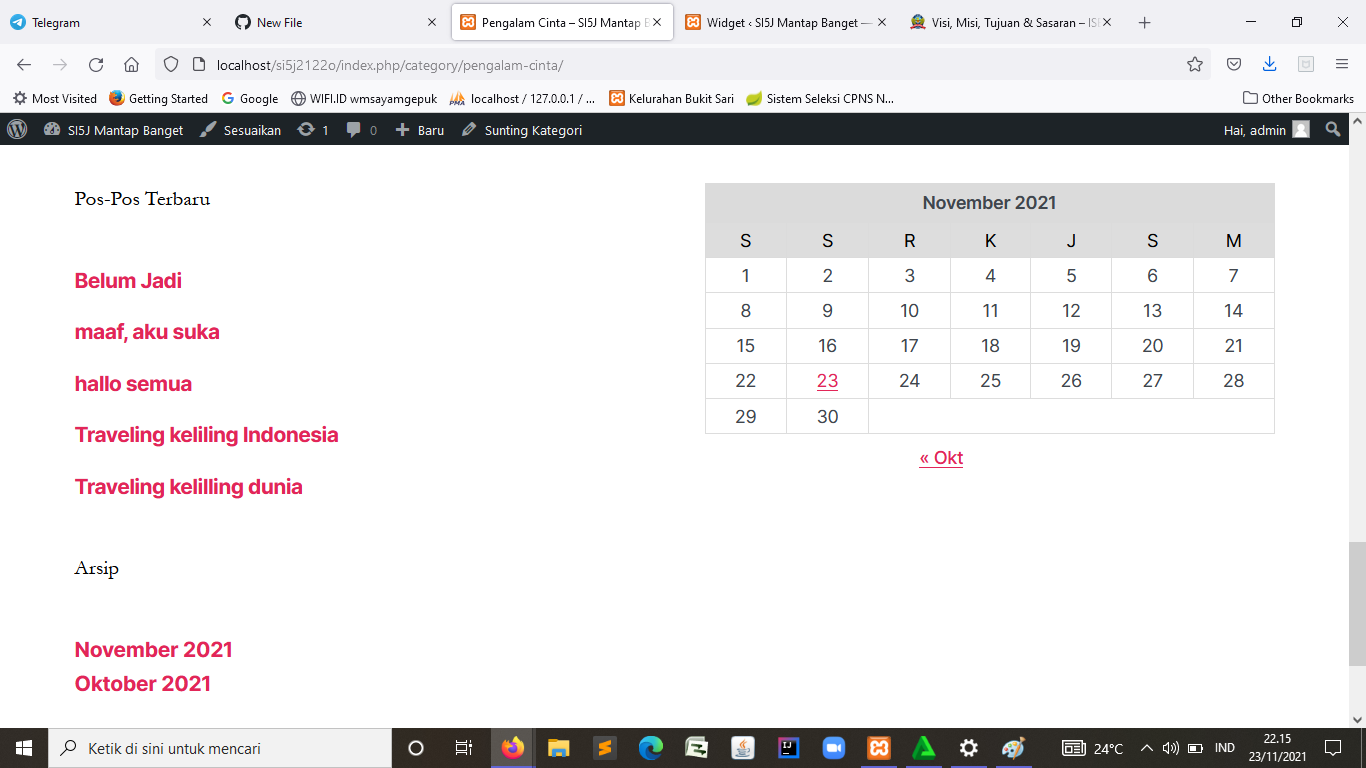 Telegram
New File
Pengalam Cinta – SI5J Mantap B
Widget ‹ SI5J Mantap Banget —
Visi, Misi, Tujuan & Sasaran – ISI
localhost/si5j2122o/index.php/category/pengalam-cinta/
Most Visited
Getting Started
Google
WIFI.ID wmsayamgepuk
localhost / 127.0.0.1 / ...
Kelurahan Bukit Sari
Sistem Seleksi CPNS N...
Other Bookmarks
SI5J Mantap Banget
Sesuaikan
1
0
Baru
Sunting Kategori
Hai, admin
Pos-Pos Terbaru
Belum Jadi
maaf, aku suka
hallo semua
Traveling keliling Indonesia
Traveling kelilling dunia
Arsip
November 2021
Oktober 2021
November 2021
S S R K J S M
1 2 3 4 5 6 7
8 9 10 11 12 13 14
15 16 17 18 19 20 21
22 23 24 25 26 27 28
29 30
« Okt
Ketik di sini untuk mencari
24°C
IND
22.15
23/11/2021